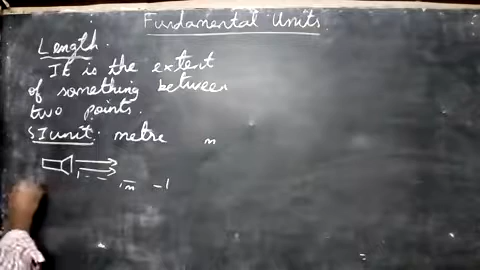 Fundamental Units
Length.
It is the extent
of something between
two points.
SI unit: metre m
m